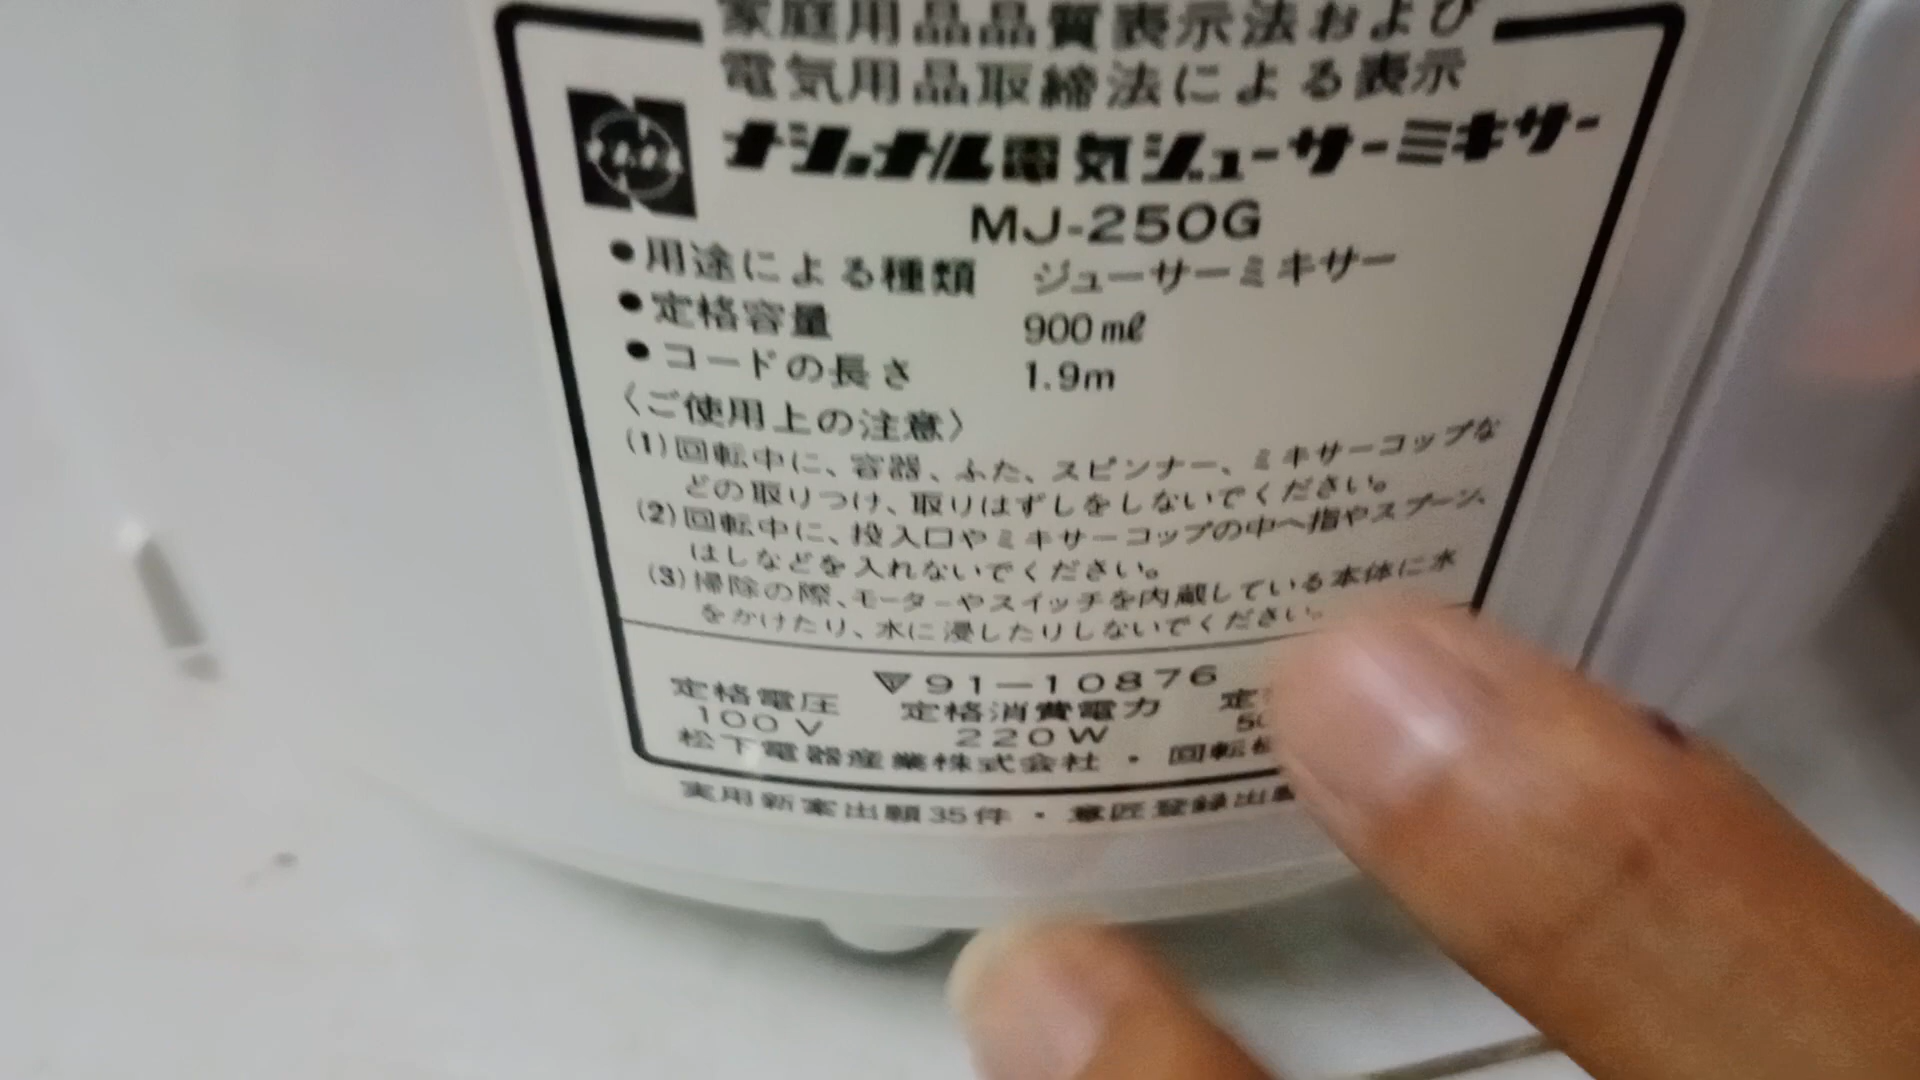 家庭用品品質表示法および
電気用品取締法による表示
ナショナル電気ジューサーミキサー
MJ-250G
●用途による種類 ジューサーミキサー
●定格容量 900mℓ
●コードの長さ 1.9m
〈ご使用上の注意〉
(1)回転中に、容器、ふた、スピンナー、ミキサーコップな
どの取りつけ、取りはずしをしないでください。
(2)回転中に、投入口やミキサーコップの中へ指やスプーン、
はしなどを入れないでください。
(3)掃除の際、モーターやスイッチを内蔵している本体に水
をかけたり、水に浸したりしないでください。
91-10876
定格電圧 定格消費電力 定
100V 220W 50
松下電器産業株式会社・回転
実用新案出願35件・意匠登録出願